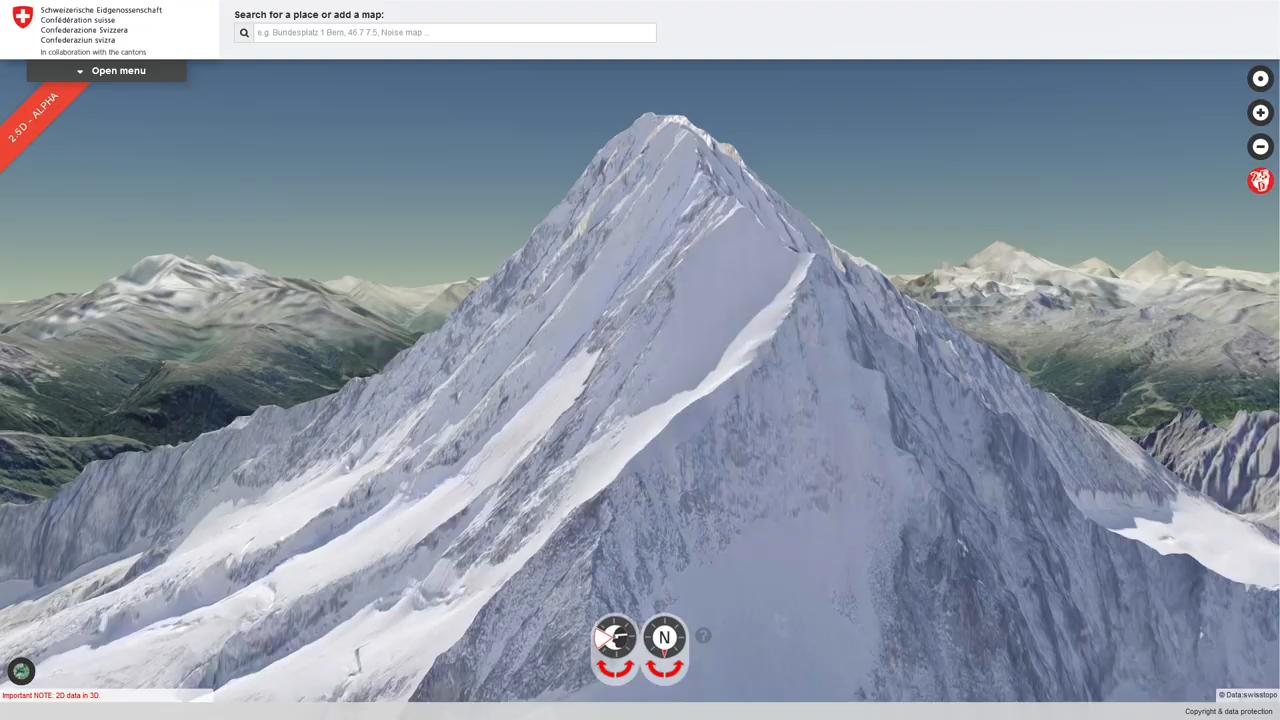 Schweizerische Eidgenossenschaft
Confédération suisse
Confederazione Svizzera
Confederaziun svizra
In collaboration with the cantons
Search for a place or add a map:
e.g. Bundesplatz 1 Bern, 46.7 7.5, Noise map ...
Open menu
2.5D - ALPHA
2.5
D
N
?
Important NOTE: 2D data in 3D.
© Data:swisstopo
Copyright & data protection